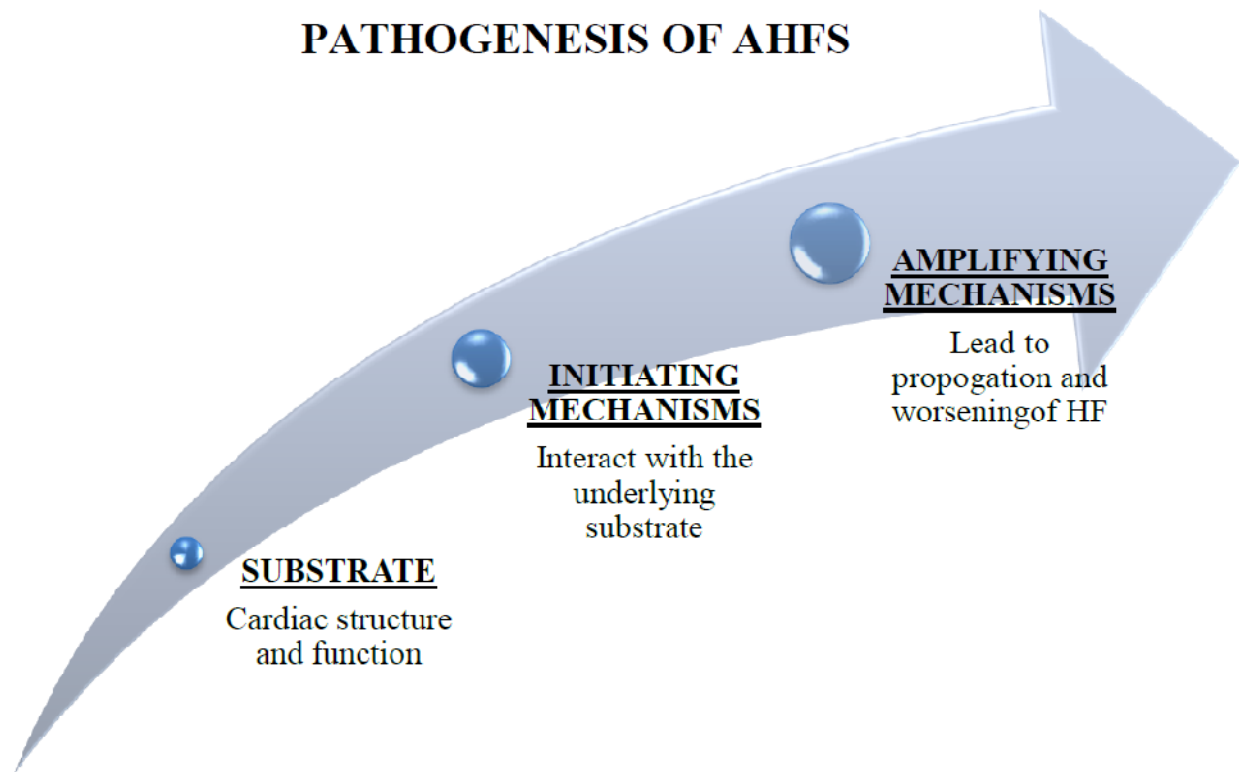 PATHOGENESIS OF AHFS
SUBSTRATE
Cardiac structure
and function
INITIATING
MECHANISMS
Interact with the
underlying
substrate
AMPLIFYING
MECHANISMS
Lead to
propogation and
worseningof HF